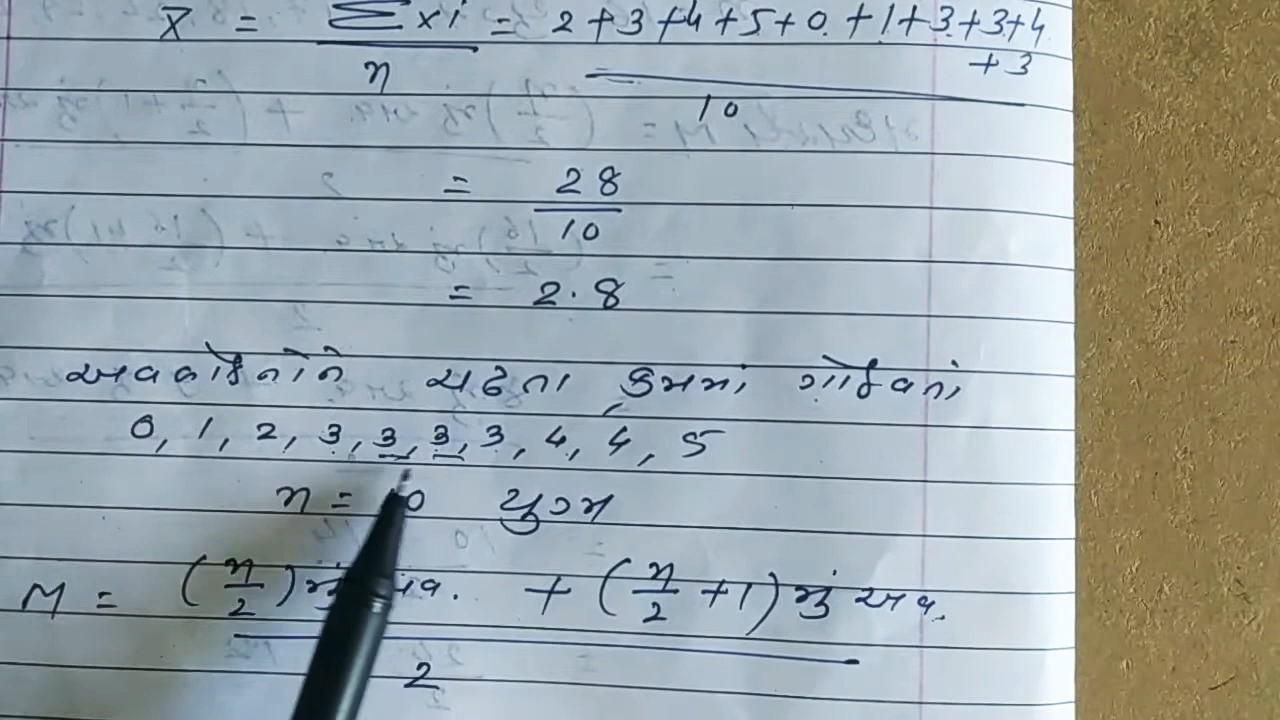 x̄ = Σxi = 2+3+4+5+0+1+3+3+4
+3
n
10
= 28
10
= 2.8
અવલોકનોને ચઢતા ક્રમમાં ગોઠવતાં,
0, 1, 2, 3, 3, 3, 3, 4, 4, 5
n = 10 યુગ્મ
M = (n/2)મું અવ. + (n/2 +1)મું અવ.
2